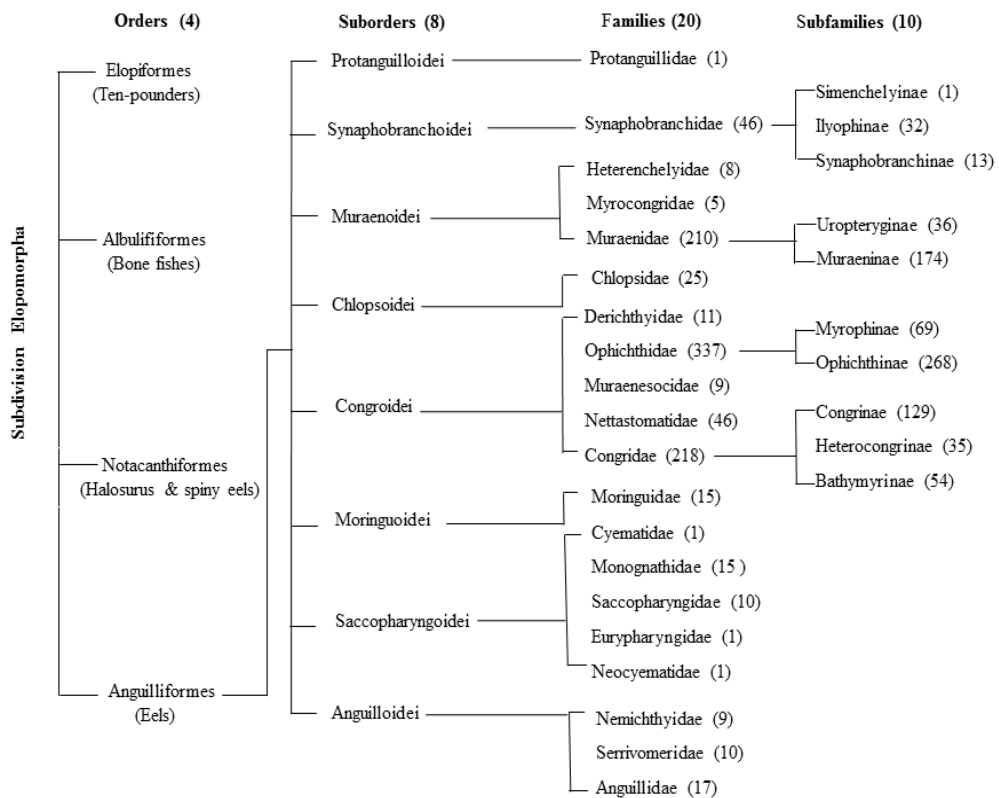 Orders (4)
Suborders (8)
Families (20)
Subfamilies (10)
Subdivision Elopomorpha
Elopiformes
(Ten-pounders)
Albulififormes
(Bone fishes)
Notacanthiformes
(Halosurus & spiny eels)
Anguilliformes
(Eels)
Protanguilloidei
Synaphobranchoidei
Muraenoidei
Chlopsoidei
Congroidei
Moringuoidei
Saccopharyngoidei
Anguilloidei
Protanguillidae (1)
Synaphobranchidae (46)
Heterenchelyidae (8)
Myrocongridae (5)
Muraenidae (210)
Chlopsidae (25)
Derichthyidae (11)
Ophichthidae (337)
Muraenesocidae (9)
Nettastomatidae (46)
Congridae (218)
Moringuidae (15)
Cyematidae (1)
Monognathidae (15 )
Saccopharyngidae (10)
Eurypharyngidae (1)
Neocyematidae (1)
Nemichthyidae (9)
Serrivomeridae (10)
Anguillidae (17)
Simenchelyinae (1)
Ilyophinae (32)
Synaphobranchinae (13)
Uropteryginae (36)
Muraeninae (174)
Myrophinae (69)
Ophichthinae (268)
Congrinae (129)
Heterocongrinae (35)
Bathymyrinae (54)